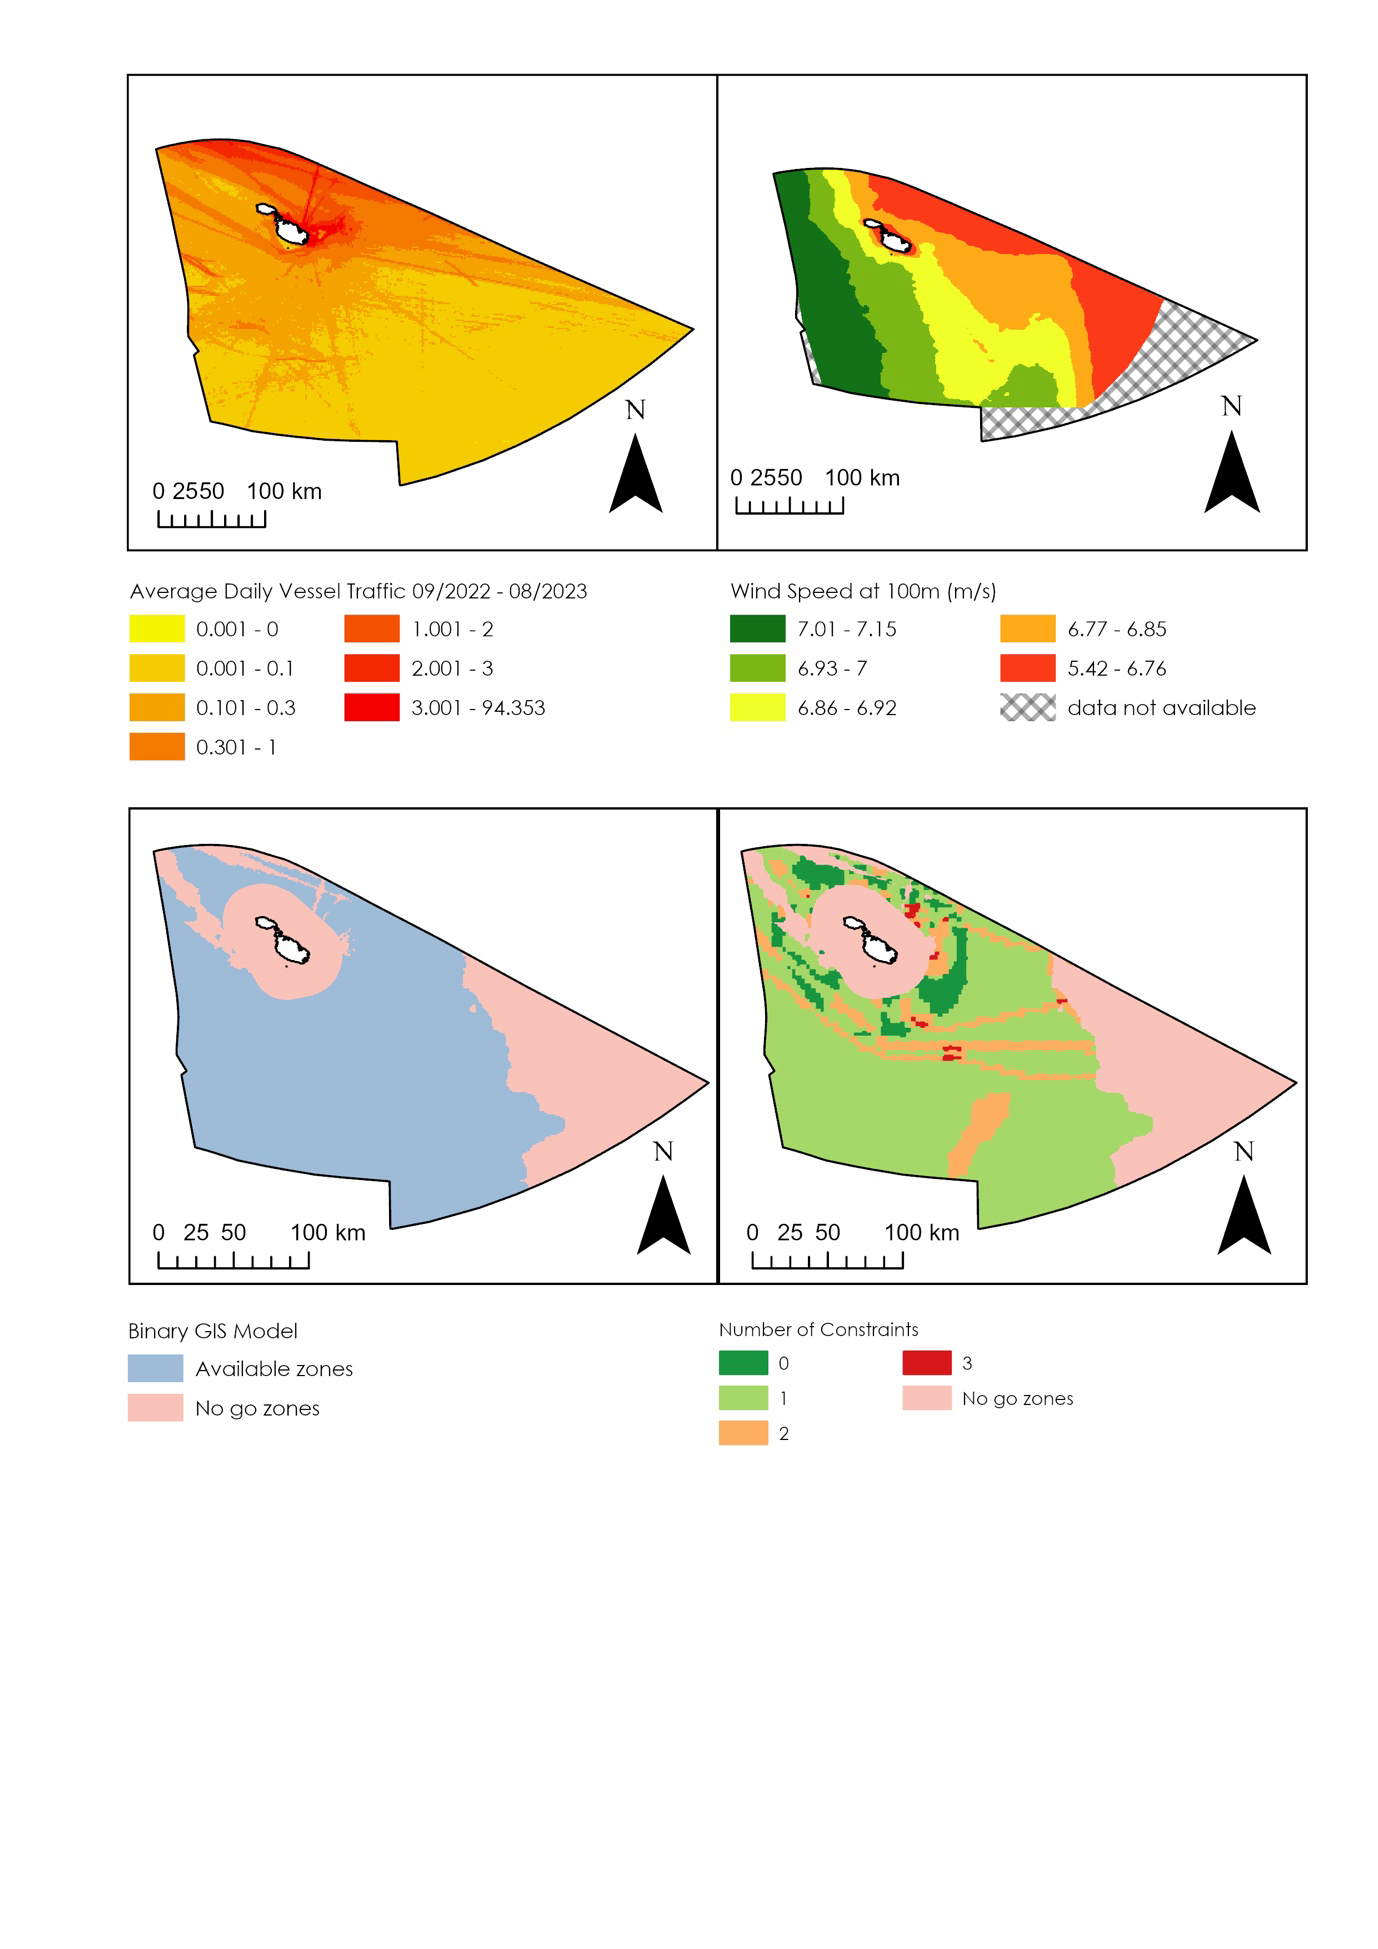 N
N
0 2550 100 km
0 2550 100 km
Average Daily Vessel Traffic 09/2022 - 08/2023
0.001 - 0
1.001 - 2
0.001 - 0.1
2.001 - 3
0.101 - 0.3
3.001 - 94.353
0.301 - 1
Wind Speed at 100m (m/s)
7.01 - 7.15
6.77 - 6.85
6.93 - 7
5.42 - 6.76
6.86 - 6.92
data not available
N
N
0 25 50 100 km
0 25 50 100 km
Binary GIS Model
Available zones
No go zones
Number of Constraints
0
3
1
No go zones
2